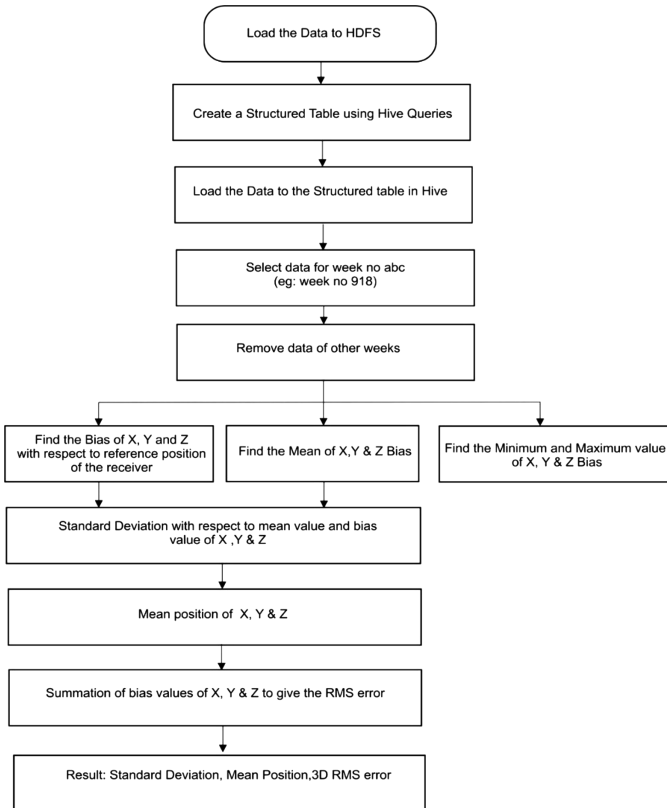 Load the Data to HDFS
Create a Structured Table using Hive Queries
Load the Data to the Structured table in Hive
Select data for week no abc
(eg: week no 918)
Remove data of other weeks
Find the Bias of X, Y and Z
with respect to reference position
of the receiver
Find the Mean of X,Y & Z Bias
Find the Minimum and Maximum value
of X, Y & Z Bias
Standard Deviation with respect to mean value and bias
value of X ,Y & Z
Mean position of X, Y & Z
Summation of bias values of X, Y & Z to give the RMS error
Result: Standard Deviation, Mean Position,3D RMS error